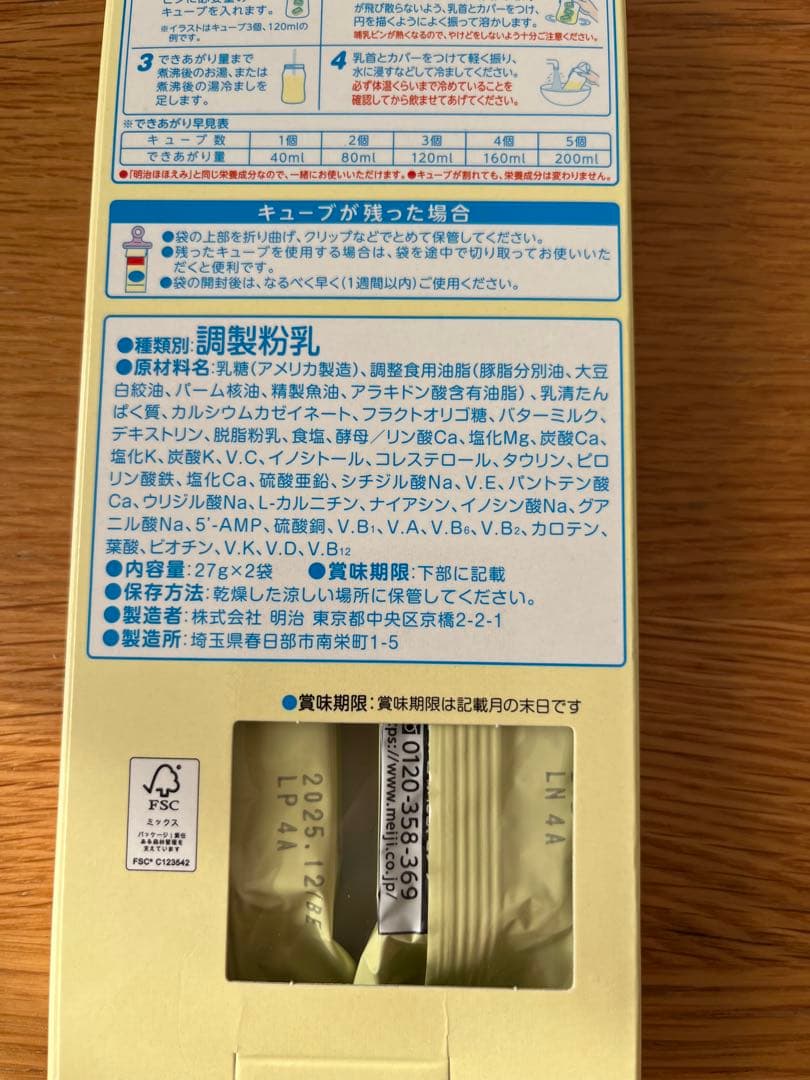 キューブを入れます。
※イラストはキューブ3個、120mlの
例です。
が飛び散らないよう、乳首とカバーをつけ、
円を描くようによく振って溶かします。
哺乳ビンが熱くなるので、やけどをしないよう十分ご注意ください。
3 できあがり量まで
煮沸後のお湯、または
煮沸後の湯冷ましを
足します。
4 乳首とカバーをつけて軽く振り、
水に浸すなどして冷ましてください。
必ず体温くらいまで冷めていることを
確認してから飲ませてあげてください。
※できあがり早見表
キューブ数 1個 2個 3個 4個 5個
できあがり量 40ml 80ml 120ml 160ml 200ml
●「明治ほほえみ」と同じ栄養成分なので、一緒にお使いいただけます。●キューブが割れても、栄養成分は変わりません。
キューブが残った場合
●袋の上部を折り曲げ、クリップなどでとめて保管してください。
●残ったキューブを使用する場合は、袋を途中で切り取ってお使いいた
だくと便利です。
●袋の開封後は、なるべく早く(1週間以内)ご使用ください。
●種類別:調製粉乳
●原材料名:乳糖(アメリカ製造)、調整食用油脂(豚脂分別油、大豆
白絞油、パーム核油、精製魚油、アラキドン酸含有油脂)、乳清たん
ぱく質、カルシウムカゼイネート、フラクトオリゴ糖、バターミルク、
デキストリン、脱脂粉乳、食塩、酵母/リン酸Ca、塩化Mg、炭酸Ca、
塩化K、炭酸K、V.C、イノシトール、コレステロール、タウリン、ピロ
リン酸鉄、塩化Ca、硫酸亜鉛、シチジル酸Na、V.E、パントテン酸
Ca、ウリジル酸Na、L-カルニチン、ナイアシン、イノシン酸Na、グア
ニル酸Na、5'-AMP、硫酸銅、V.B1、V.A、V.B6、V.B2、カロテン、
葉酸、ビオチン、V.K、V.D、V.B12
●内容量:27g×2袋 ●賞味期限:下部に記載
●保存方法:乾燥した涼しい場所に保管してください。
●製造者:株式会社 明治 東京都中央区京橋2-2-1
●製造所:埼玉県春日部市南栄町1-5
●賞味期限:賞味期限は記載月の末日です
FSC
ミックス
パッケージ|責任
ある森林管理を
支えています
FSC® C123542
2025.12/BE
LP 4A
0120-358-369
ps://www.meiji.co.jp/
LN 4A